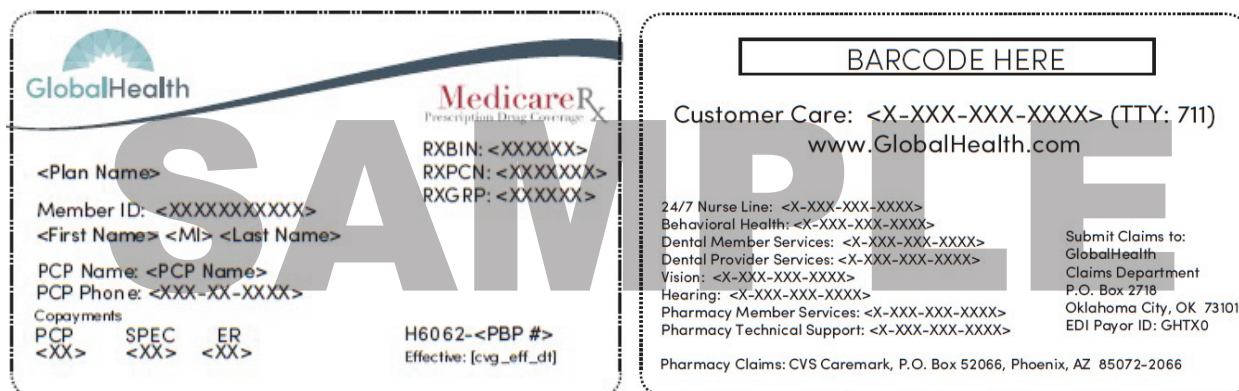 GlobalHealth
MedicareRx
Prescription Drug Coverage
RXBIN: <XXXXXX>
RXPCN: <XXXXXXX>
RXGRP: <XXXXXX>
<Plan Name>
Member ID: <XXXXXXXXXXX>
<First Name> <MI> <Last Name>
PCP Name: <PCP Name>
PCP Phone: <XXX-XX-XXXX>
Copayments
PCP SPEC ER
<XX> <XX> <XX>
H6062-<PBP #>
Effective: [cvg_eff_dt]
SAMPLE
BARCODE HERE
Customer Care: <X-XXX-XXX-XXXX> (TTY: 711)
www.GlobalHealth.com
24/7 Nurse Line: <X-XXX-XXX-XXXX>
Behavioral Health: <X-XXX-XXX-XXXX>
Dental Member Services: <X-XXX-XXX-XXXX>
Dental Provider Services: <X-XXX-XXX-XXXX>
Vision: <X-XXX-XXX-XXXX>
Hearing: <X-XXX-XXX-XXXX>
Pharmacy Member Services: <X-XXX-XXX-XXXX>
Pharmacy Technical Support: <X-XXX-XXX-XXXX>
Submit Claims to:
GlobalHealth
Claims Department
P.O. Box 2718
Oklahoma City, OK 73101
EDI Payor ID: GHTX0
Pharmacy Claims: CVS Caremark, P.O. Box 52066, Phoenix, AZ 85072-2066